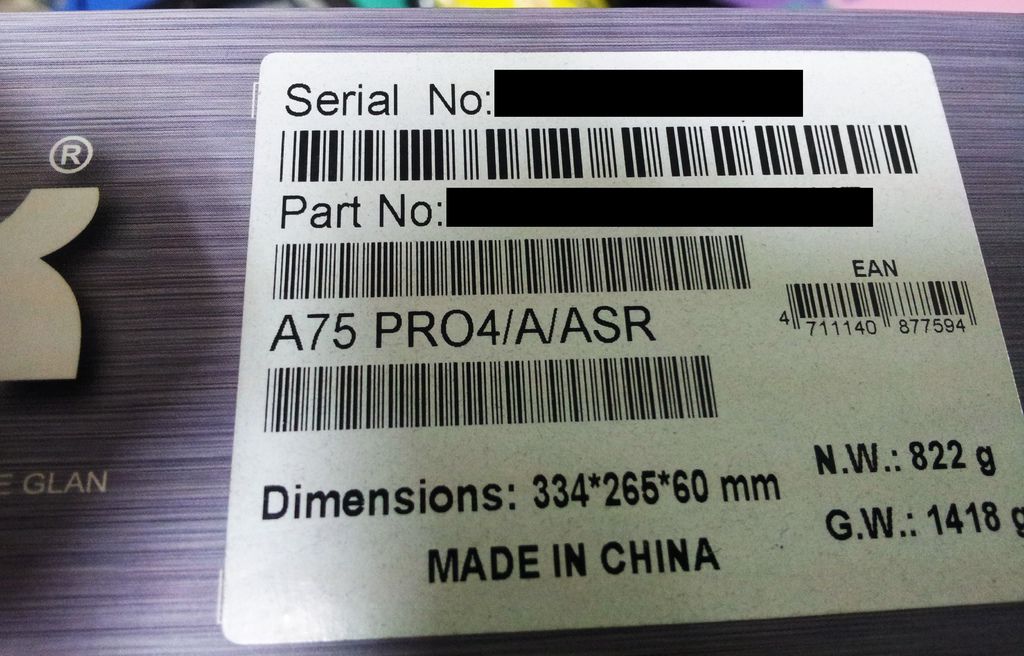 Serial No:
®
Part No:
EAN
4 711140 877594
A75 PRO4/A/ASR
N.W.: 822 g
Dimensions: 334*265*60 mm
E GLAN
G.W.: 1418 g
MADE IN CHINA